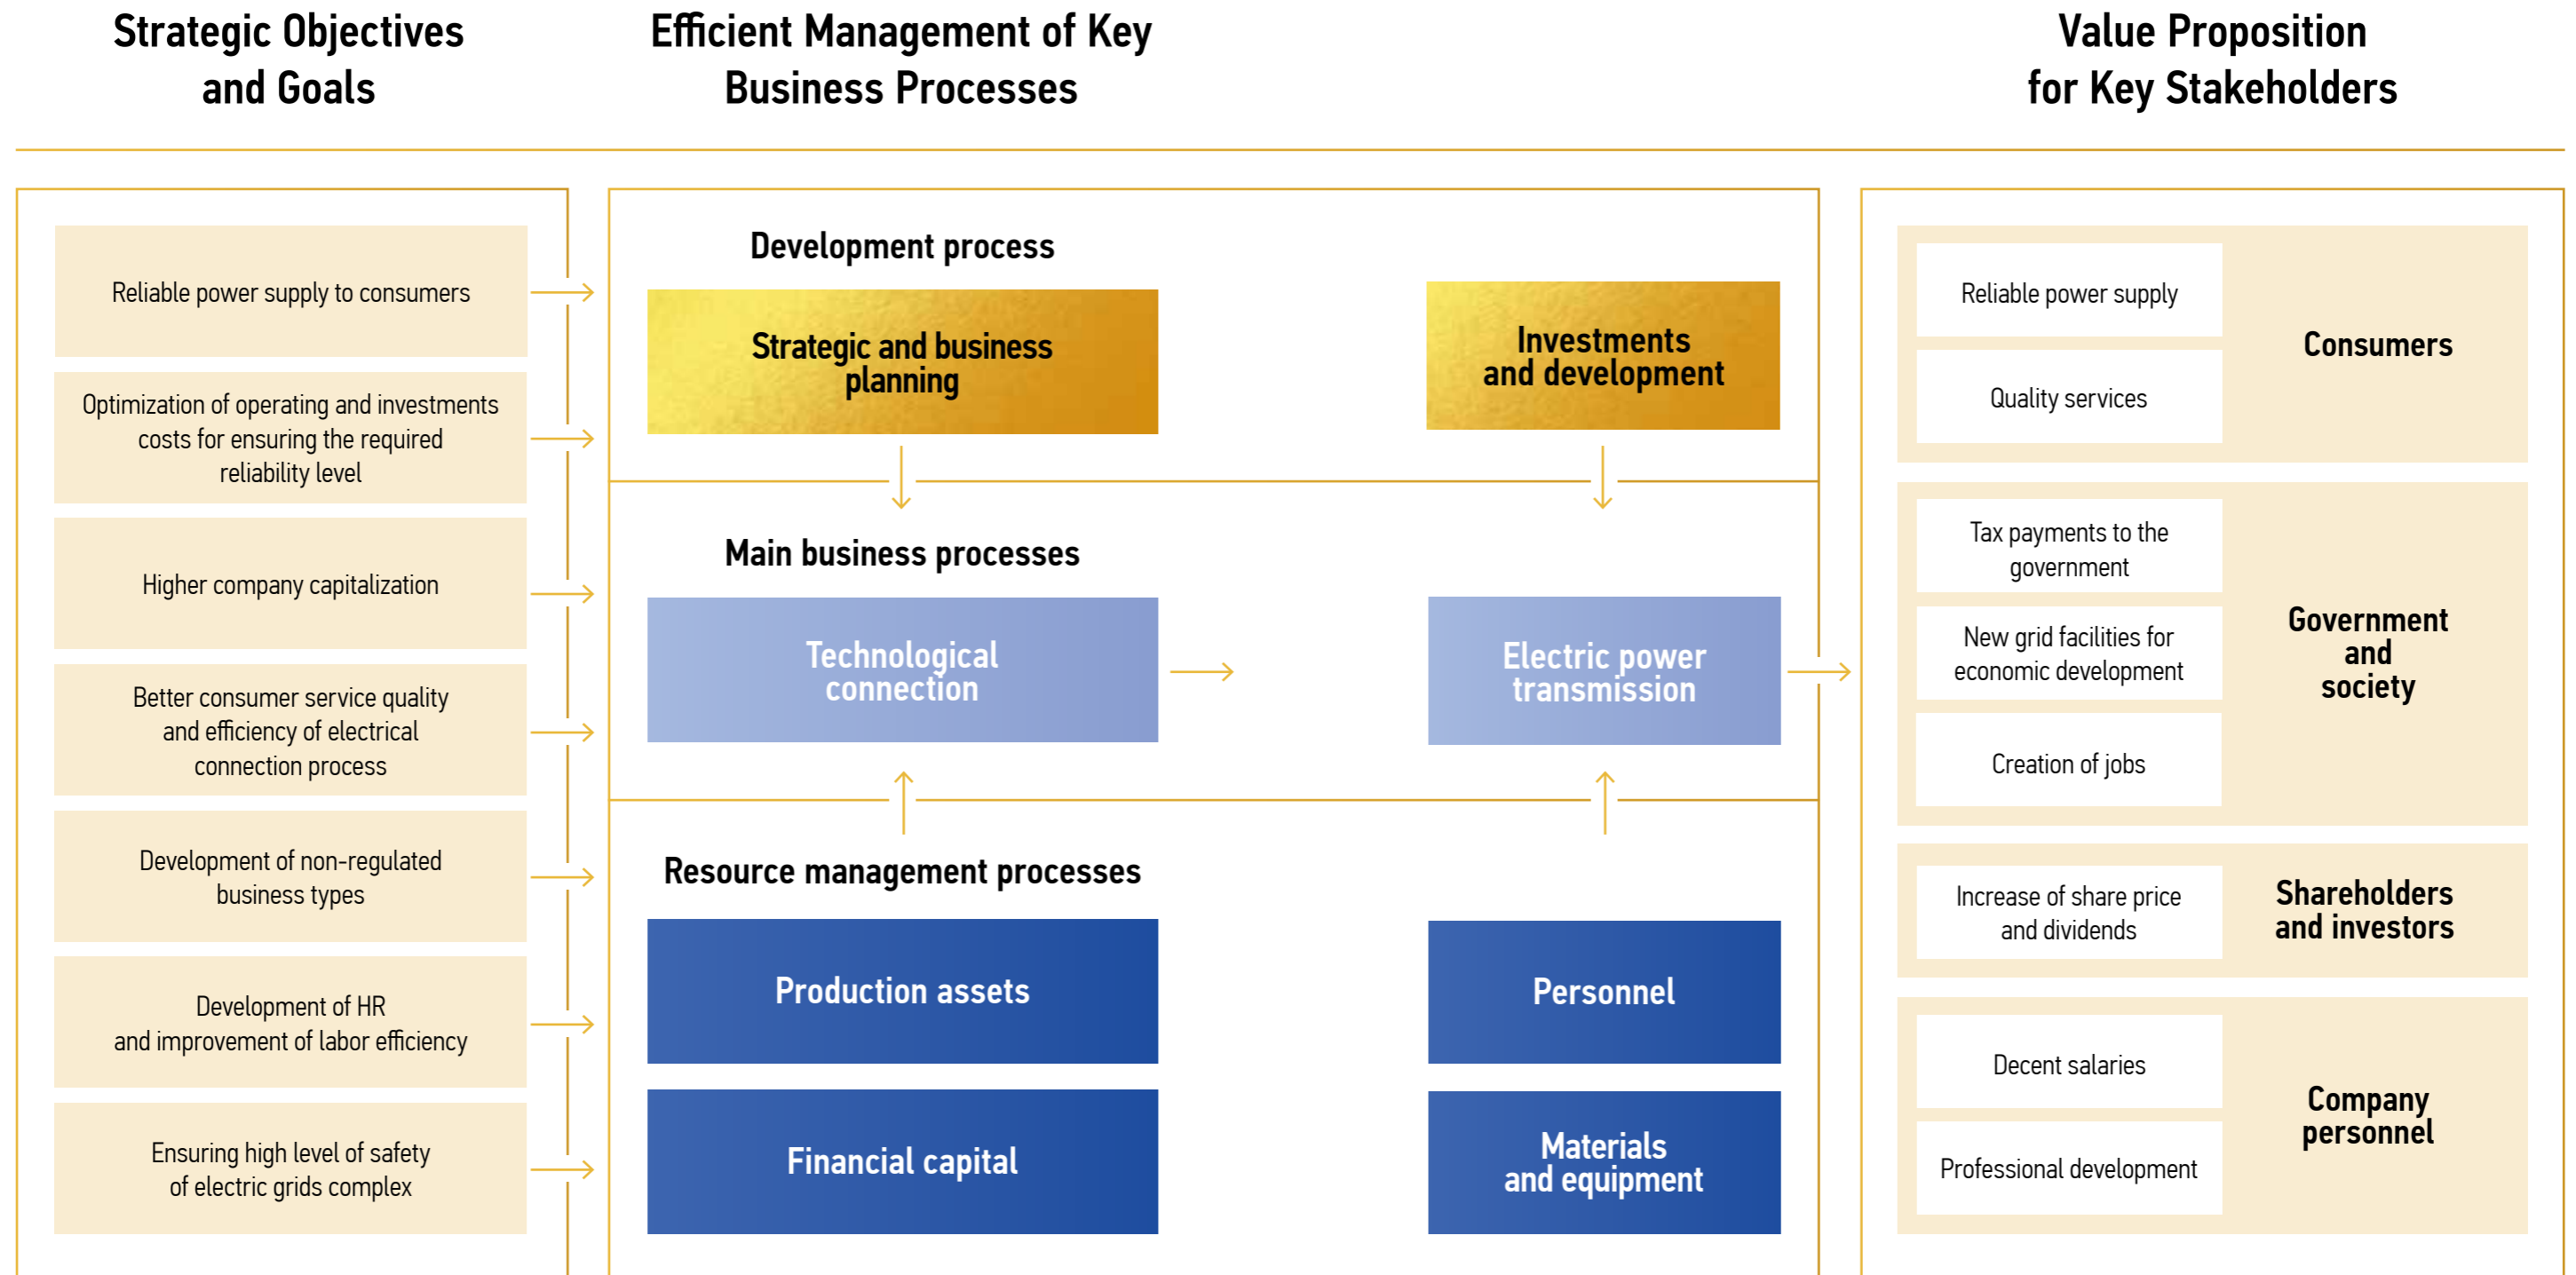 Strategic Objectives
and Goals
Efficient Management of Key
Business Processes
Value Proposition
for Key Stakeholders
Reliable power supply to consumers
Optimization of operating and investments
costs for ensuring the required
reliability level
Higher company capitalization
Better consumer service quality
and efficiency of electrical
connection process
Development of non-regulated
business types
Development of HR
and improvement of labor efficiency
Ensuring high level of safety
of electric grids complex
Development process
Strategic and business
planning
Investments
and development
Main business processes
Technological
connection
Electric power
transmission
Resource management processes
Production assets
Personnel
Financial capital
Materials
and equipment
Reliable power supply
Quality services
Consumers
Tax payments to the
government
New grid facilities for
economic development
Creation of jobs
Government
and
society
Increase of share price
and dividends
Shareholders
and investors
Decent salaries
Professional development
Company
personnel